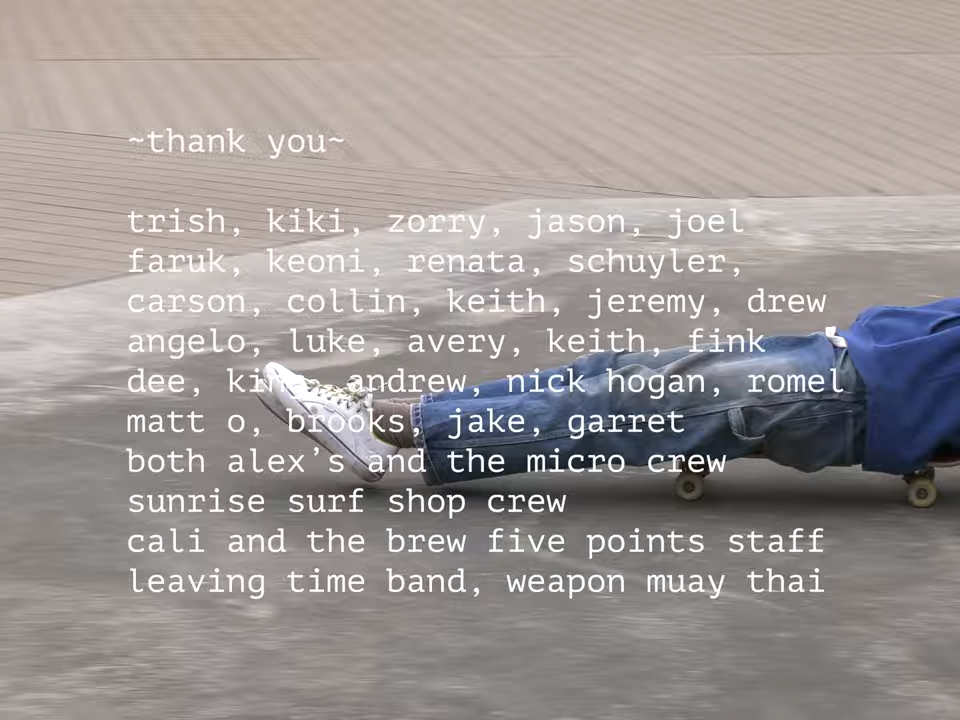 ~thank you~
trish, kiki, zorry, jason, joel
faruk, keoni, renata, schuyler,
carson, collin, keith, jeremy, drew
angelo, luke, avery, keith, fink
dee, andrew, nick hogan, romel
matt o, brooks, jake, garret
both alex’s and the micro crew
sunrise surf shop crew
cali and the brew five points staff
leaving time band, weapon muay thai